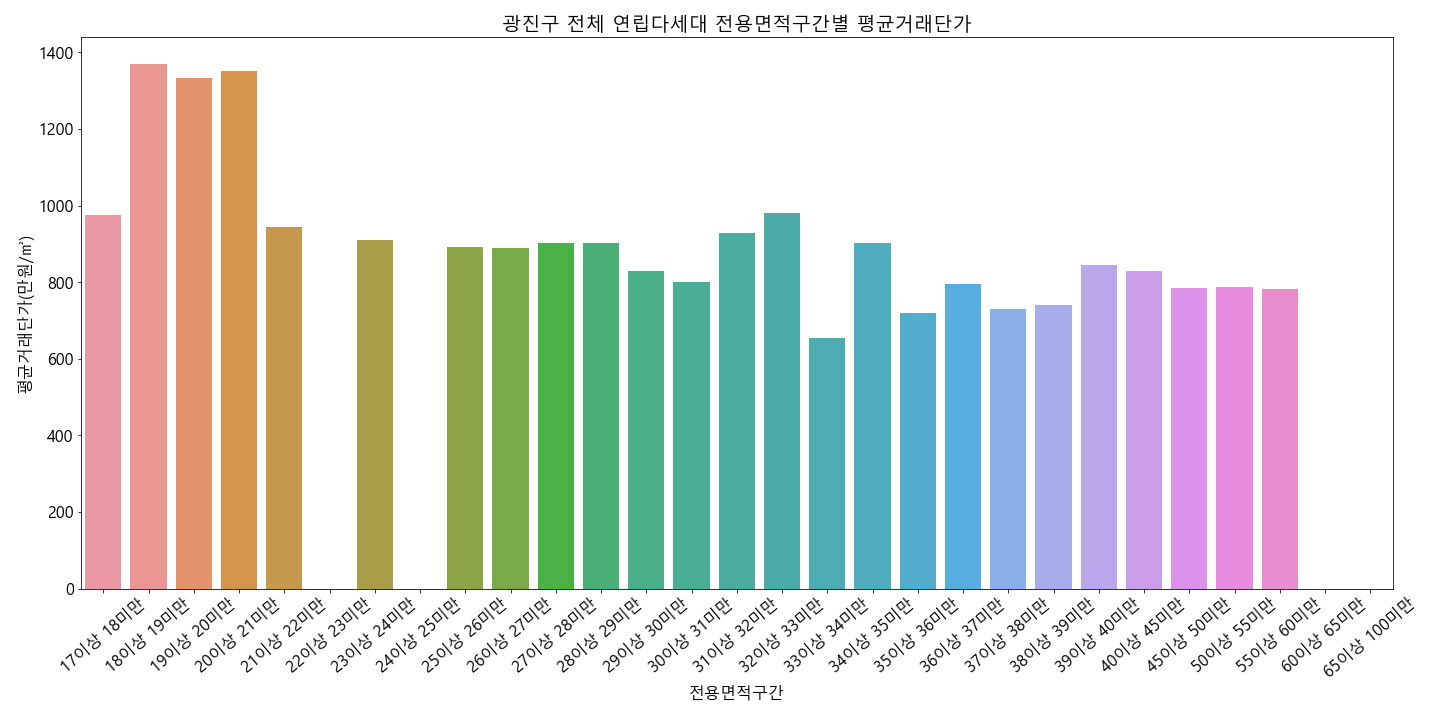 광진구 전체 연립다세대 전용면적구간별 평균거래단가
평균거래단가(만원/㎡)
1400
1200
1000
800
600
400
200
0
17이상 18미만
18이상 19미만
19이상 20미만
20이상 21미만
21이상 22미만
22이상 23미만
23이상 24미만
24이상 25미만
25이상 26미만
26이상 27미만
27이상 28미만
28이상 29미만
29이상 30미만
30이상 31미만
31이상 32미만
32이상 33미만
33이상 34미만
34이상 35미만
35이상 36미만
36이상 37미만
37이상 38미만
38이상 39미만
39이상 40미만
40이상 45미만
45이상 50미만
50이상 55미만
55이상 60미만
60이상 65미만
65이상 100미만
전용면적구간